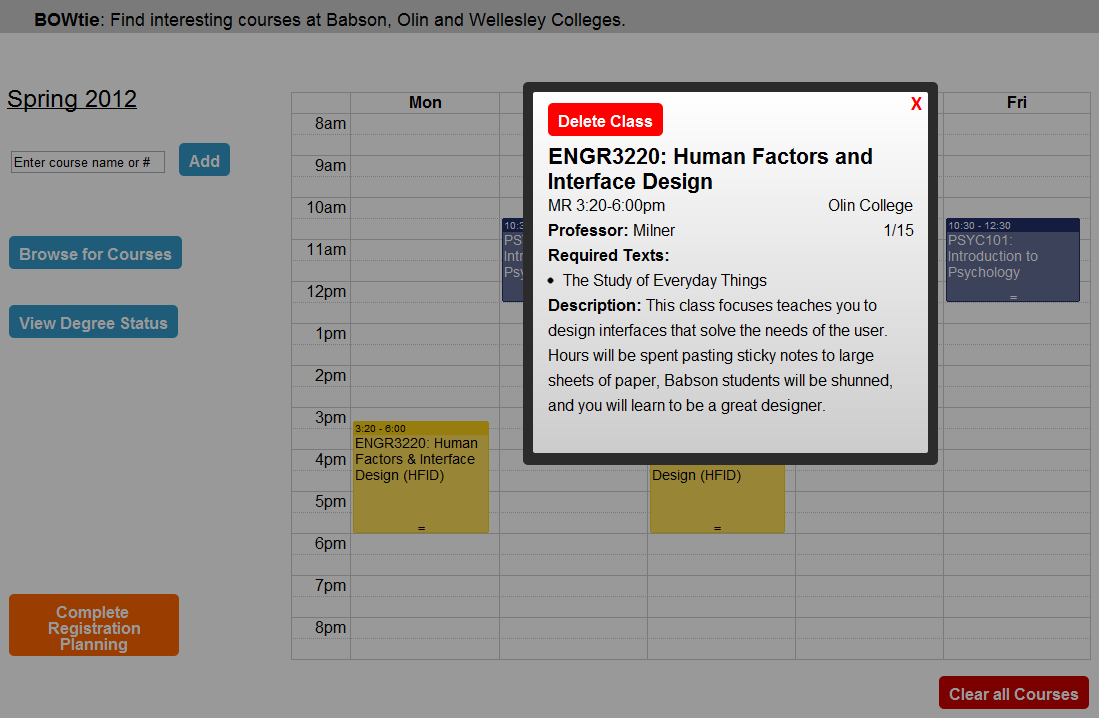 BOWtie: Find interesting courses at Babson, Olin and Wellesley Colleges.
Spring 2012
Enter course name or #
Add
Browse for Courses
View Degree Status
Complete
Registration
Planning
Mon
Fri
8am
9am
10am
11am
12pm
1pm
2pm
3pm
4pm
5pm
6pm
7pm
8pm
3:20 - 6:00
ENGR3220: Human
Factors & Interface
Design (HFID)
=
10:3
PS
Intr
Psy
X
Delete Class
ENGR3220: Human Factors and
Interface Design
MR 3:20-6:00pm Olin College
Professor: Milner 1/15
Required Texts:
• The Study of Everyday Things
Description: This class focuses teaches you to
design interfaces that solve the needs of the user.
Hours will be spent pasting sticky notes to large
sheets of paper, Babson students will be shunned,
and you will learn to be a great designer.
Design (HFID)
=
10:30 - 12:30
PSYC101:
Introduction to
Psychology
=
Clear all Courses